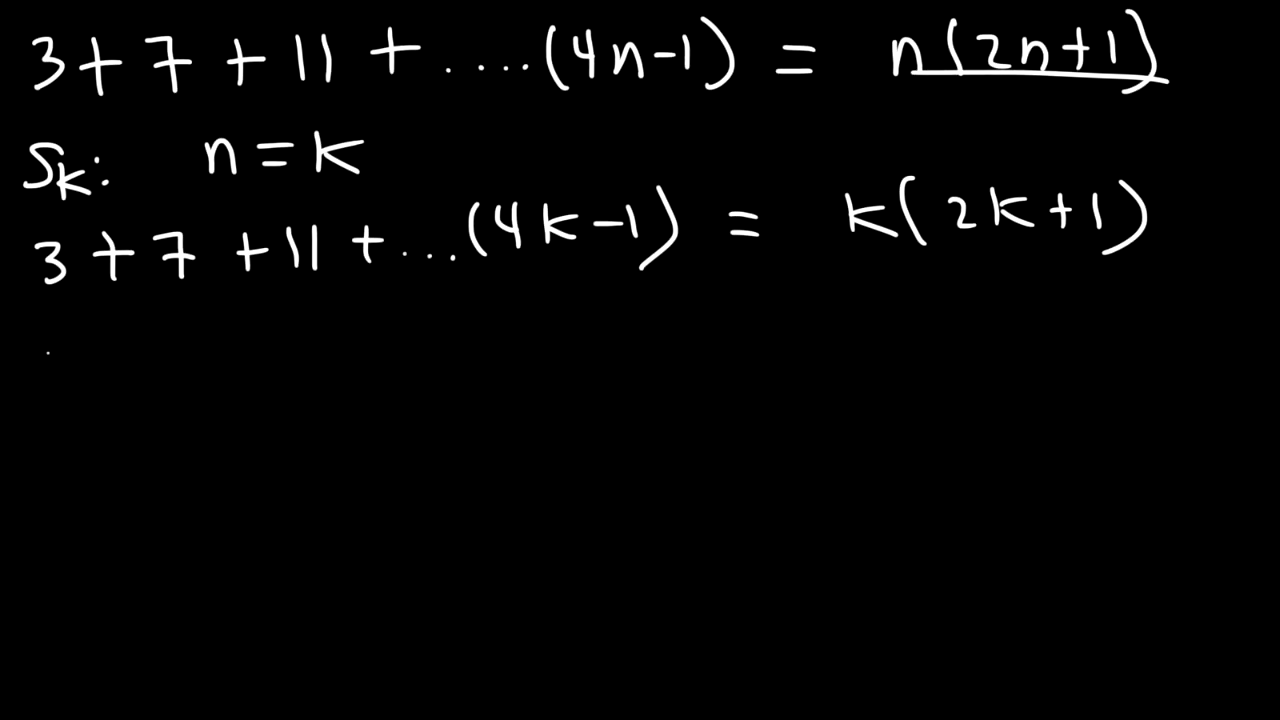 3 + 7 + 11 + .....(4n-1) = n(2n+1)
Sk: n = k
3 + 7 + 11 + ...(4k-1) = k(2k+1)